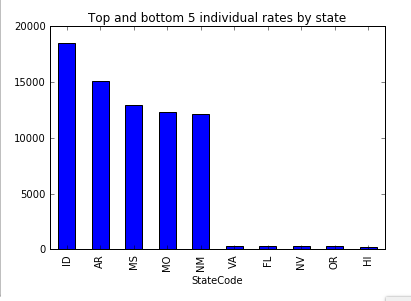 Top and bottom 5 individual rates by state
20000
15000
10000
5000
0
ID AR MS MO NM VA FL NV OR HI
StateCode